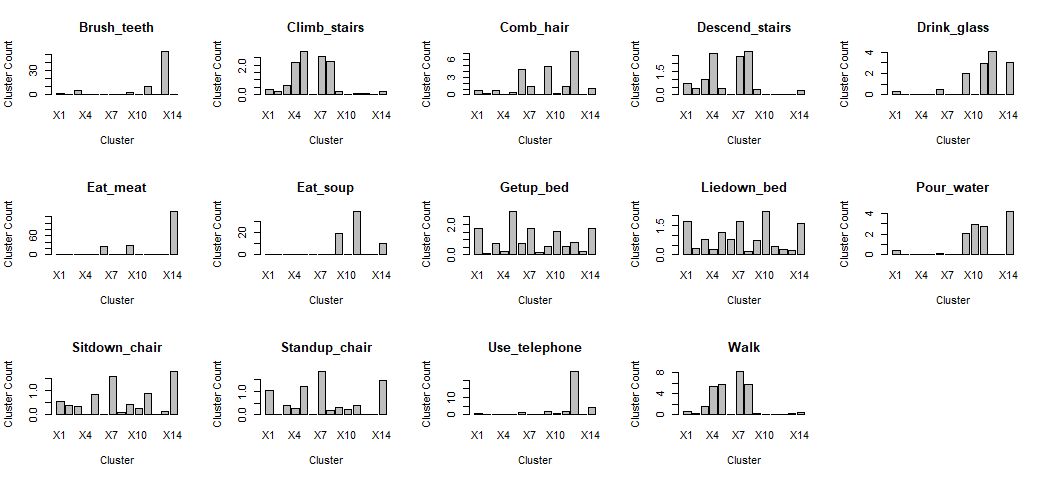 Brush_teeth
Cluster Count
0 30
X1 X4 X7 X10 X14
Cluster
Climb_stairs
Cluster Count
0.0 2.0
X1 X4 X7 X10 X14
Cluster
Comb_hair
Cluster Count
0 3 6
X1 X4 X7 X10 X14
Cluster
Descend_stairs
Cluster Count
0.0 1.5
X1 X4 X7 X10 X14
Cluster
Drink_glass
Cluster Count
0 2 4
X1 X4 X7 X10 X14
Cluster
Eat_meat
Cluster Count
0 60
X1 X4 X7 X10 X14
Cluster
Eat_soup
Cluster Count
0 20
X1 X4 X7 X10 X14
Cluster
Getup_bed
Cluster Count
0.0 2.0
X1 X4 X7 X10 X14
Cluster
Liedown_bed
Cluster Count
0.0 1.5
X1 X4 X7 X10 X14
Cluster
Pour_water
Cluster Count
0 2 4
X1 X4 X7 X10 X14
Cluster
Sitdown_chair
Cluster Count
0.0 1.0
X1 X4 X7 X10 X14
Cluster
Standup_chair
Cluster Count
0.0 1.0
X1 X4 X7 X10 X14
Cluster
Use_telephone
Cluster Count
0 10
X1 X4 X7 X10 X14
Cluster
Walk
Cluster Count
0 4 8
X1 X4 X7 X10 X14
Cluster